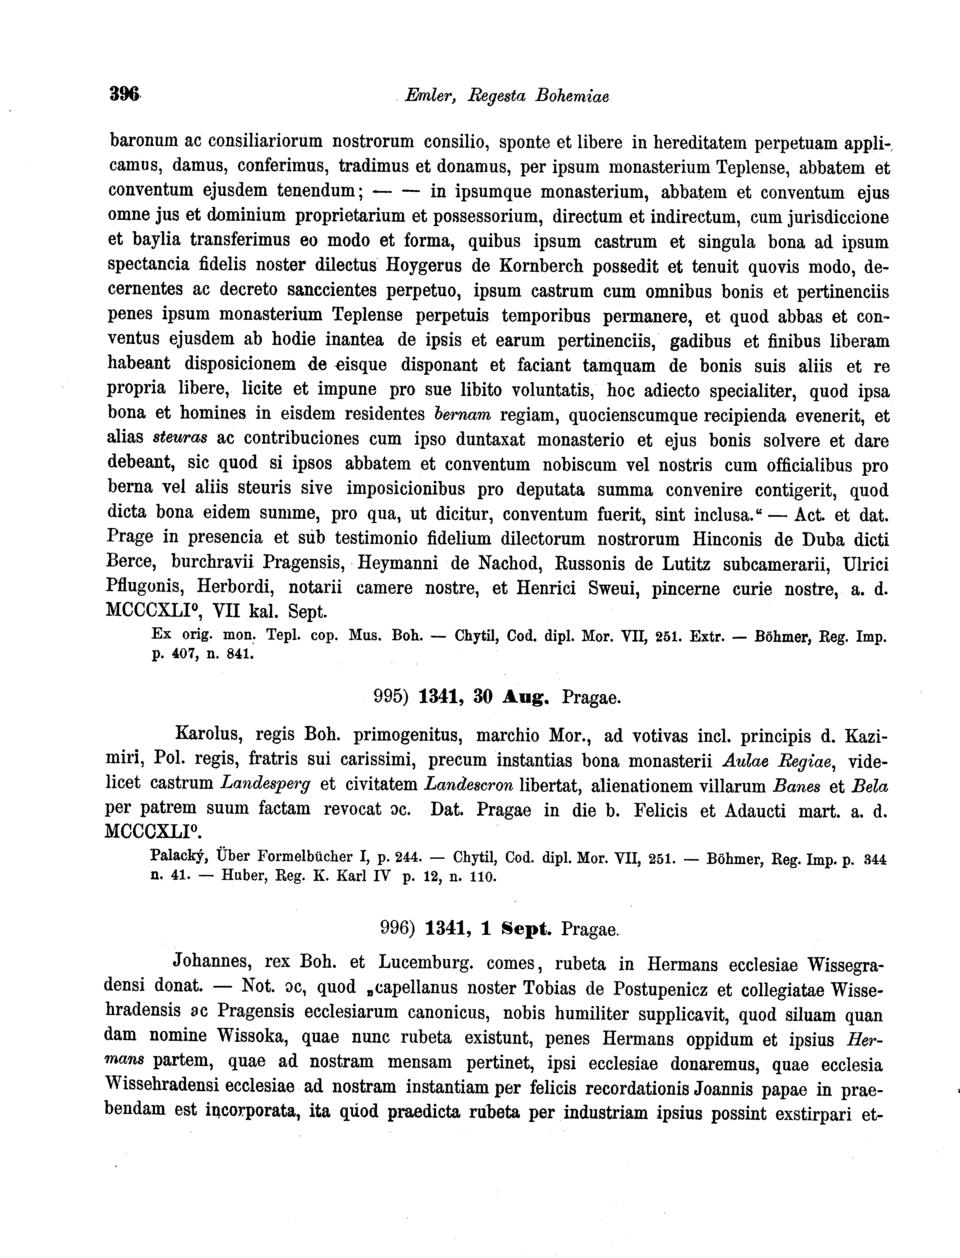 396 Emler, Regesta Bohemiae
baronum ac consiliariorum nostrorum consilio, sponte et libere in hereditatem perpetuam appli-
camus, damus, conferimus, tradimus et donamus, per ipsum monasterium Teplense, abbatem et
conventum ejusdem tenendum; — — in ipsumque monasterium, abbatem et conventum ejus
omne jus et dominium proprietarium et possessorium, directum et indirectum, cum jurisdiccione
et baylia transferimus eo modo et forma, quibus ipsum castrum et singula bona ad ipsum
spectancia fidelis noster dilectus Hoygerus de Kornberch possedit et tenuit quovis modo, de-
cernentes ac decreto sanccientes perpetuo, ipsum castrum cum omnibus bonis et pertinenciis
penes ipsum monasterium Teplense perpetuis temporibus permanere, et quod abbas et con-
ventus ejusdem ab hodie inantea de ipsis et earum pertinenciis, gadibus et finibus liberam
habeant disposicionem de eisque disponant et faciant tamquam de bonis suis aliis et re
propria libere, licite et impune pro sue libito voluntatis, hoc adiecto specialiter, quod ipsa
bona et homines in eisdem residentes bernam regiam, quocienscumque recipienda evenerit, et
alias steuras ac contribuciones cum ipso duntaxat monasterio et ejus bonis solvere et dare
debeant, sic quod si ipsos abbatem et conventum nobiscum vel nostris cum officialibus pro
berna vel aliis steuris sive imposicionibus pro deputata summa convenire contigerit, quod
dicta bona eidem summe, pro qua, ut dicitur, conventum fuerit, sint inclusa.“ — Act. et dat.
Prage in presencia et sub testimonio fidelium dilectorum nostrorum Hinconis de Duba dicti
Berce, burchravii Pragensis, Heymanni de Nachod, Russonis de Lutitz subcamerarii, Ulrici
Pflugonis, Herbordi, notarii camere nostre, et Henrici Sweui, pincerne curie nostre, a. d.
MCCCXLI⁰, VII kal. Sept.
Ex orig. mon. Tepl. cop. Mus. Boh. — Chytil, Cod. dipl. Mor. VII, 251. Extr. — Böhmer, Reg. Imp.
p. 407, n. 841.
995) 1341, 30 Aug. Pragae.
Karolus, regis Boh. primogenitus, marchio Mor., ad votivas incl. principis d. Kazi-
miri, Pol. regis, fratris sui carissimi, precum instantias bona monasterii Aulae Regiae, vide-
licet castrum Landesperg et civitatem Landescron libertat, alienationem villarum Banes et Bela
per patrem suum factam revocat ɔc. Dat. Pragae in die b. Felicis et Adaucti mart. a. d.
MCCCXLI⁰.
Palacký, Über Formelbücher I, p. 244. — Chytil, Cod. dipl. Mor. VII, 251. — Böhmer, Reg. Imp. p. 344
n. 41. — Huber, Reg. K. Karl IV p. 12, n. 110.
996) 1341, 1 Sept. Pragae.
Johannes, rex Boh. et Lucemburg. comes, rubeta in Hermans ecclesiae Wissegra-
densi donat. — Not. ɔc, quod „capellanus noster Tobias de Postupenicz et collegiatae Wisse-
hradensis ac Pragensis ecclesiarum canonicus, nobis humiliter supplicavit, quod siluam quan
dam nomine Wissoka, quae nunc rubeta existunt, penes Hermans oppidum et ipsius Her-
mans partem, quae ad nostram mensam pertinet, ipsi ecclesiae donaremus, quae ecclesia
Wissehradensi ecclesiae ad nostram instantiam per felicis recordationis Joannis papae in prae-
bendam est incorporata, ita quod praedicta rubeta per industriam ipsius possint exstirpari et-